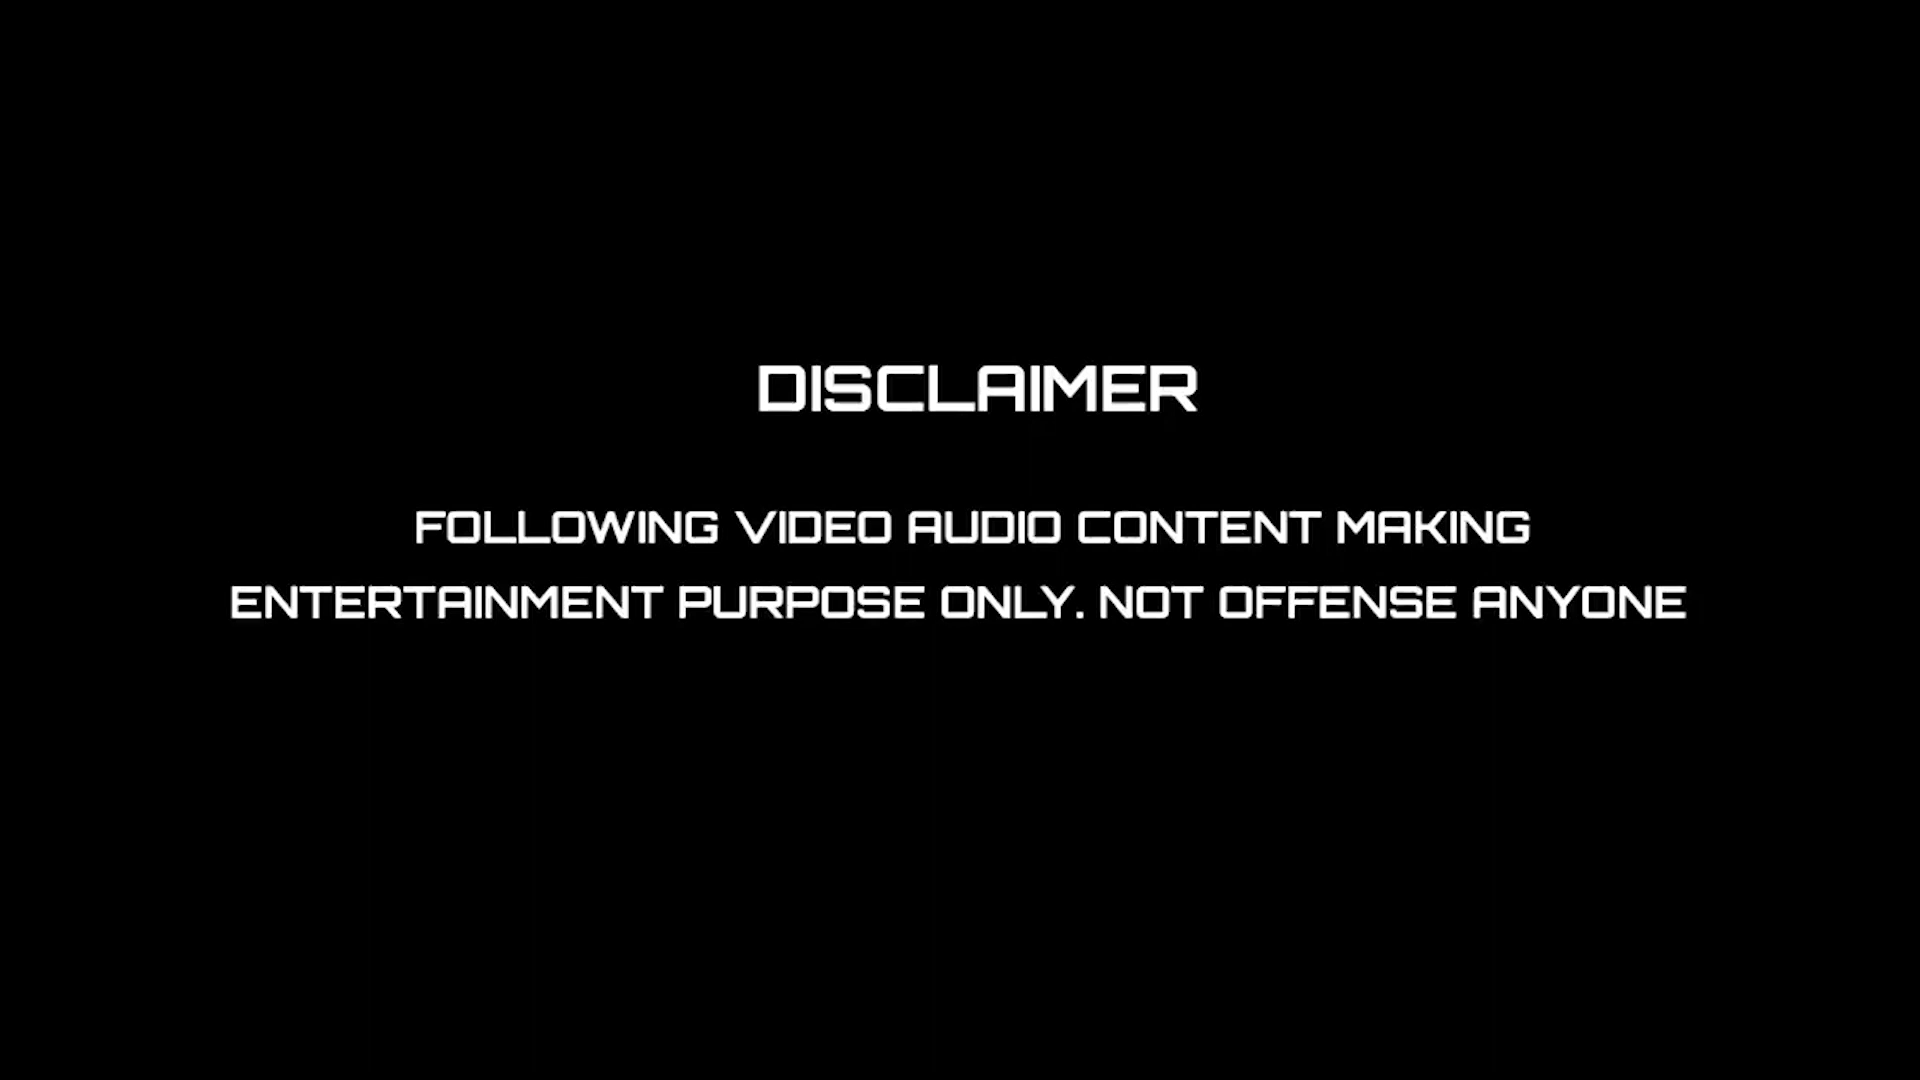 DISCLAIMER
FOLLOWING VIDEO AUDIO CONTENT MAKING
ENTERTAINMENT PURPOSE ONLY. NOT OFFENSE ANYONE